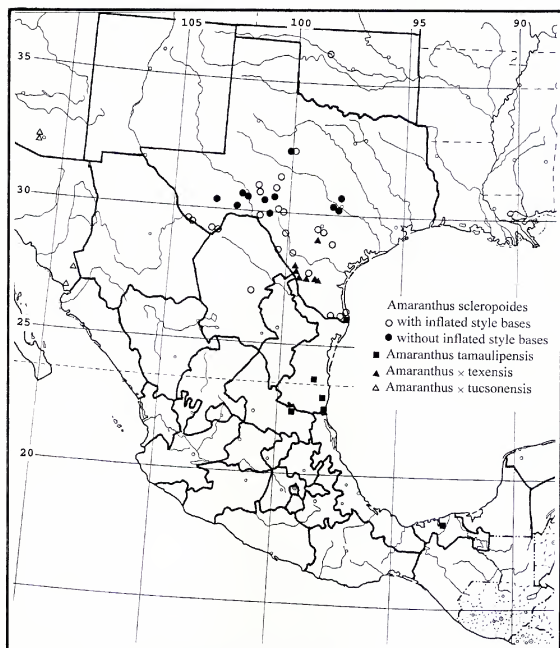 105 100 95 90
35
30
25
20
Amaranthus scleropoides
○ with inflated style bases
● without inflated style bases
■ Amaranthus tamaulipensis
▲ Amaranthus × texensis
△ Amaranthus × tucsonensis